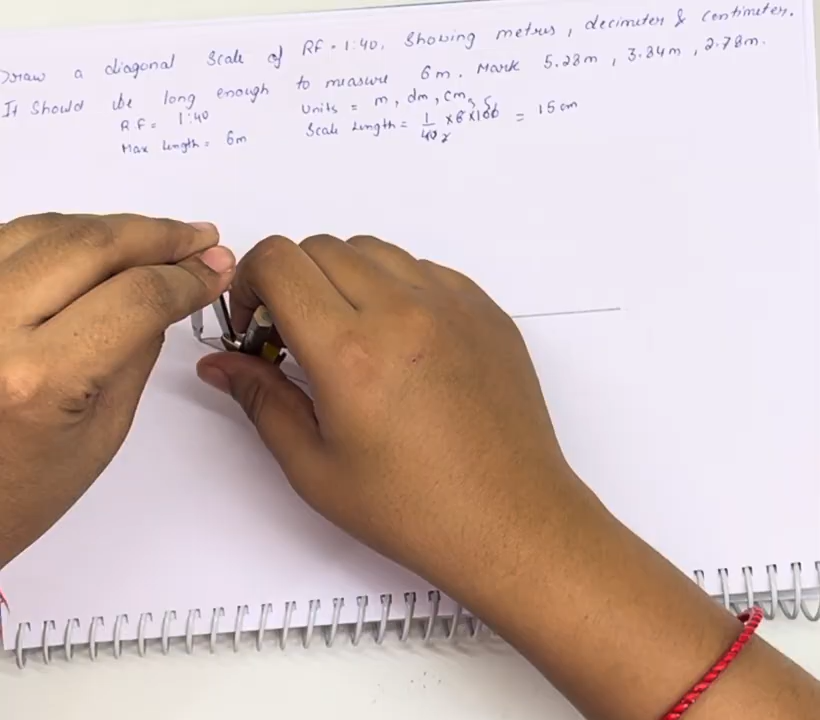 Draw a diagonal Scale of RF = 1:40, Showing metres, decimeter & centimeter.
It Should be long enough to measure 6m. Mark 5.28m, 3.84m, 2.78m.
R.F = 1:40
Units = m, dm, cm
Max length = 6m
Scale length = 1/40 x 6 x 100 = 15 cm